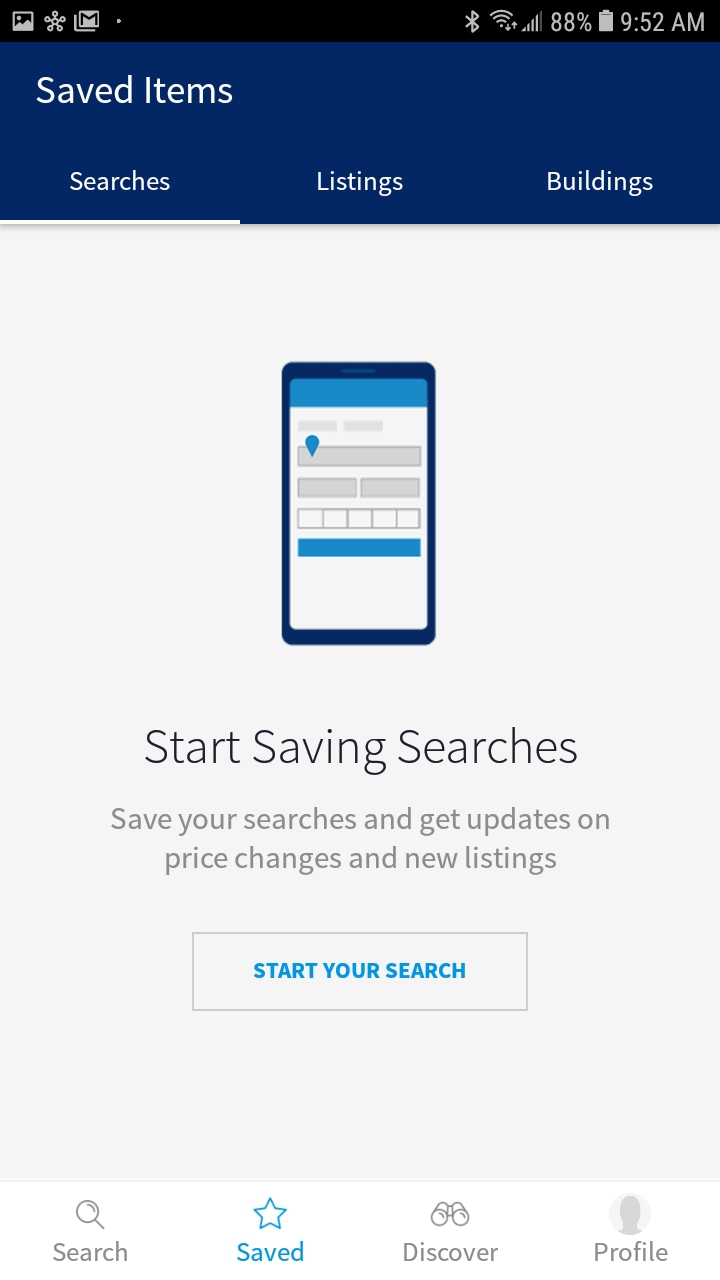 88% 9:52 AM
Saved Items
Searches Listings Buildings
Start Saving Searches
Save your searches and get updates on
price changes and new listings
START YOUR SEARCH
Search Saved Discover Profile